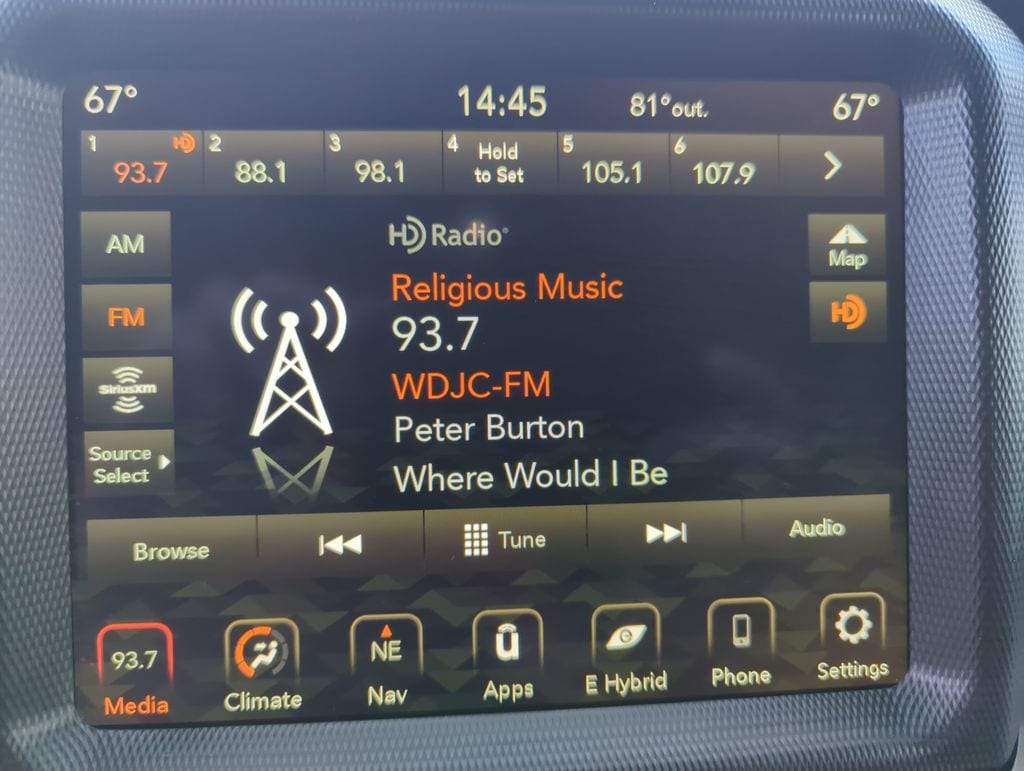 67° 14:45 81° out. 67°
1 93.7 HD 2 88.1 3 98.1 4 Hold to Set 5 105.1 6 107.9
AM
HD Radio
Map
FM
Religious Music
HD
93.7
SiriusXM
WDJC-FM
Peter Burton
Source
Select
Where Would I Be
Browse Tune Audio
93.7 NE
Media Climate Nav Apps E Hybrid Phone Settings